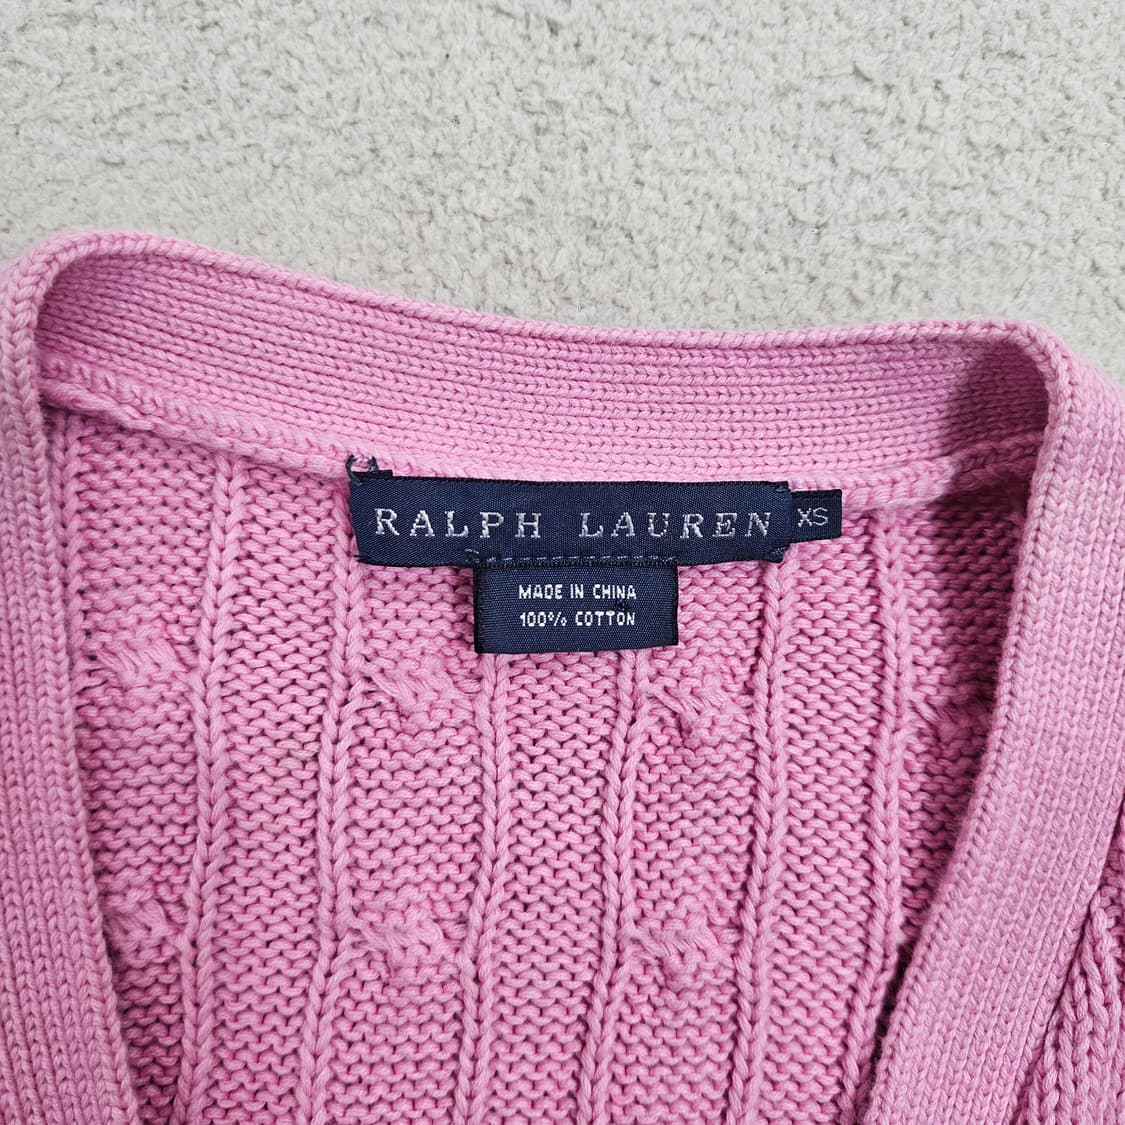 RALPH LAUREN XS
MADE IN CHINA
100% COTTON